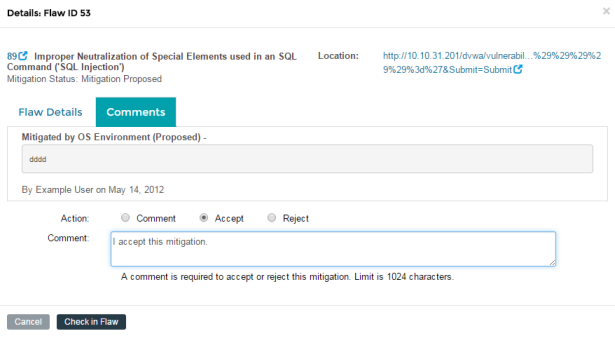 Details: Flaw ID 53
×
89 Improper Neutralization of Special Elements used in an SQL
Command ('SQL Injection')
Mitigation Status: Mitigation Proposed
Location:
http://10.10.31.201/dvwa/vulnerabil...%29%29%29%2
9%29%3d%27&Submit=Submit
Flaw Details
Comments
Mitigated by OS Environment (Proposed) -
dddd
By Example User on May 14, 2012
Action:
Comment
Accept
Reject
Comment:
I accept this mitigation.
A comment is required to accept or reject this mitigation. Limit is 1024 characters.
Cancel
Check in Flaw